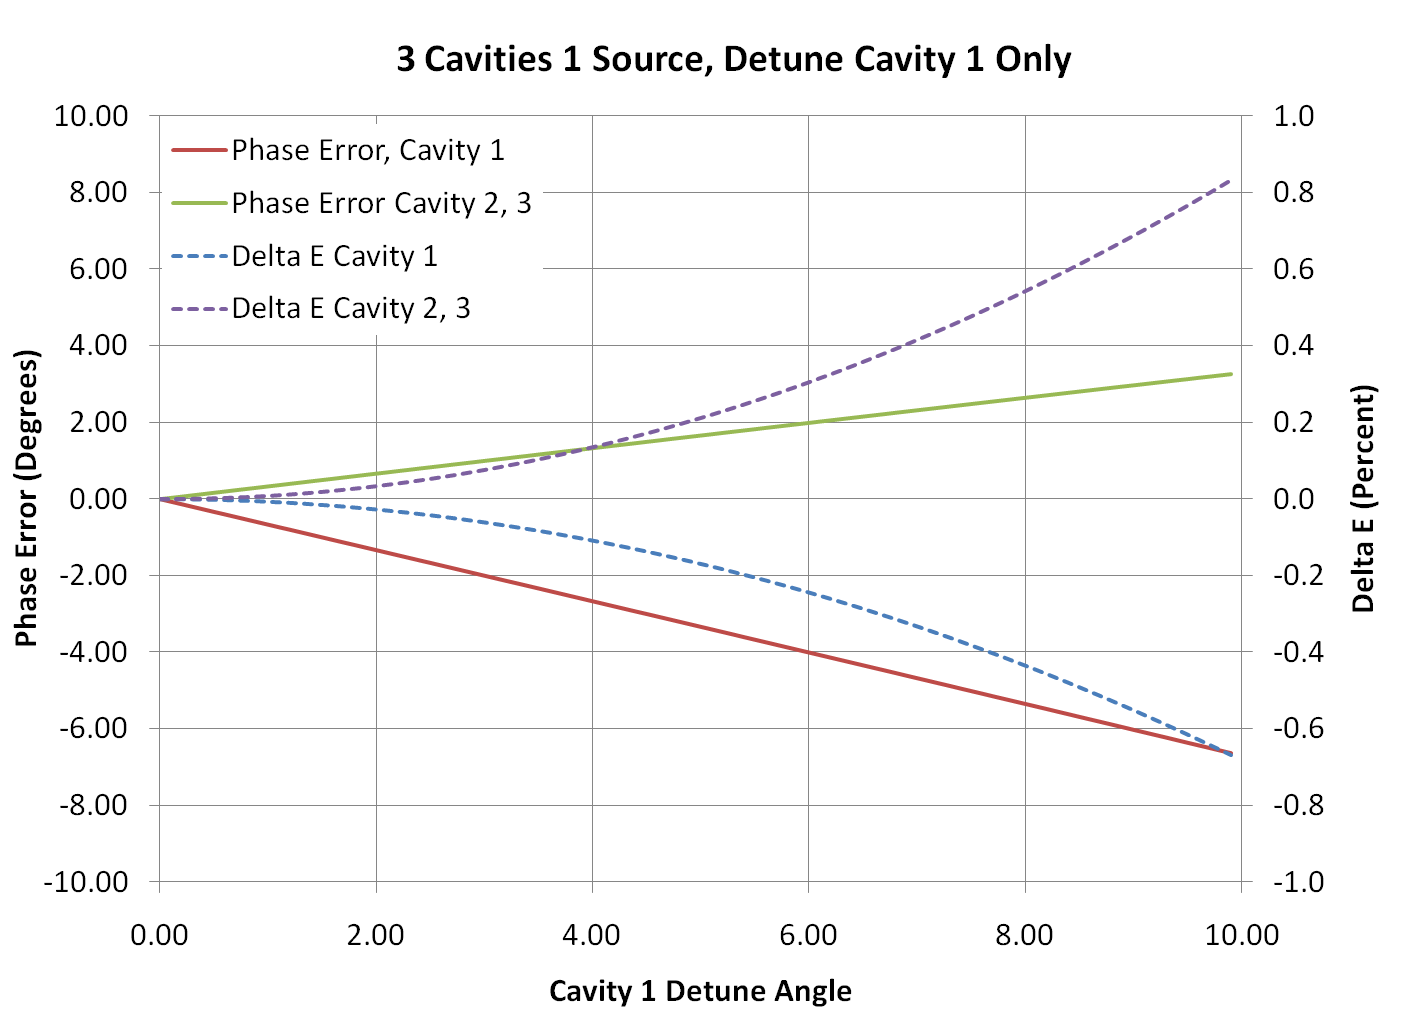 3 Cavities 1 Source, Detune Cavity 1 Only
10.00
8.00
6.00
4.00
2.00
0.00
-2.00
-4.00
-6.00
-8.00
-10.00
Phase Error (Degrees)
Phase Error, Cavity 1
Phase Error Cavity 2, 3
Delta E Cavity 1
Delta E Cavity 2, 3
1.0
0.8
0.6
0.4
0.2
0.0
-0.2
-0.4
-0.6
-0.8
-1.0
Delta E (Percent)
0.00 2.00 4.00 6.00 8.00 10.00
Cavity 1 Detune Angle